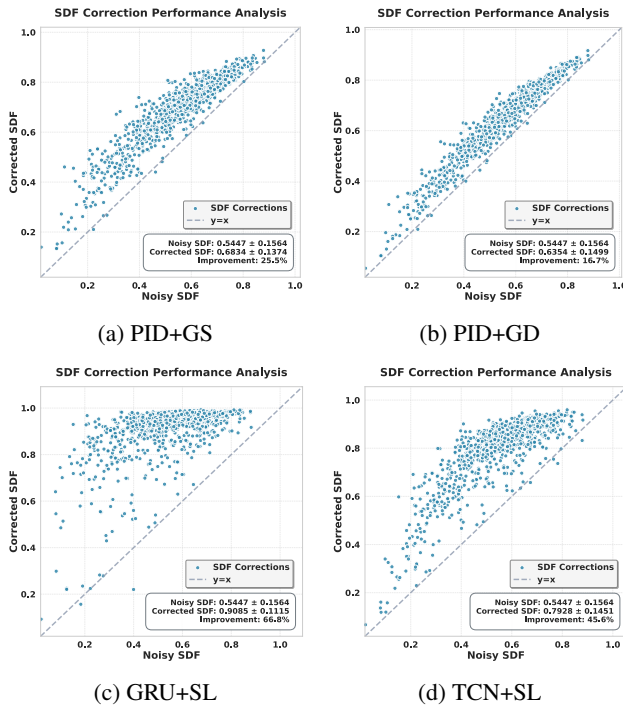 SDF Correction Performance Analysis
Corrected SDF
1.0
0.8
0.6
0.4
0.2
SDF Corrections
y=x
Noisy SDF: 0.5447 ± 0.1564
Corrected SDF: 0.6834 ± 0.1374
Improvement: 25.5%
0.2 0.4 0.6 0.8 1.0
Noisy SDF
(a) PID+GS
SDF Correction Performance Analysis
Corrected SDF
1.0
0.8
0.6
0.4
0.2
SDF Corrections
y=x
Noisy SDF: 0.5447 ± 0.1564
Corrected SDF: 0.6354 ± 0.1499
Improvement: 16.7%
0.2 0.4 0.6 0.8 1.0
Noisy SDF
(b) PID+GD
SDF Correction Performance Analysis
Corrected SDF
1.0
0.8
0.6
0.4
0.2
SDF Corrections
y=x
Noisy SDF: 0.5447 ± 0.1564
Corrected SDF: 0.9085 ± 0.1115
Improvement: 66.8%
0.2 0.4 0.6 0.8 1.0
Noisy SDF
(c) GRU+SL
SDF Correction Performance Analysis
Corrected SDF
1.0
0.8
0.6
0.4
0.2
SDF Corrections
y=x
Noisy SDF: 0.5447 ± 0.1564
Corrected SDF: 0.7928 ± 0.1451
Improvement: 45.6%
0.2 0.4 0.6 0.8 1.0
Noisy SDF
(d) TCN+SL